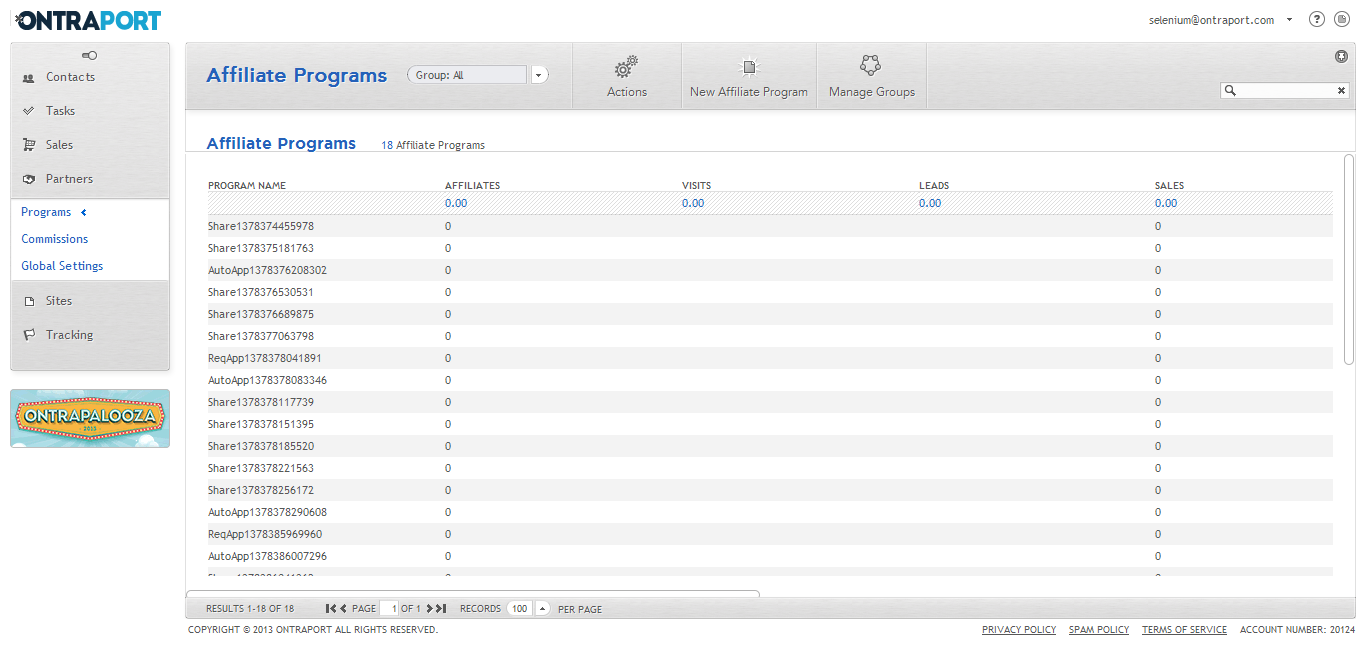 ONTRAPORT
selenium@ontraport.com
Contacts
Tasks
Sales
Partners
Programs
Commissions
Global Settings
Sites
Tracking
ONTRAPALOOZA
2013
Affiliate Programs
Group: All
Actions
New Affiliate Program
Manage Groups
Affiliate Programs 18 Affiliate Programs
PROGRAM NAME AFFILIATES VISITS LEADS SALES
0.00 0.00 0.00 0.00
Share1378374455978 0 0
Share1378375181763 0 0
AutoApp1378376208302 0 0
Share1378376530531 0 0
Share1378376689875 0 0
Share1378377063798 0 0
ReqApp1378378041891 0 0
AutoApp1378378083346 0 0
Share1378378117739 0 0
Share1378378151395 0 0
Share1378378185520 0 0
Share1378378221563 0 0
Share1378378256172 0 0
AutoApp1378378290608 0 0
ReqApp1378385969960 0 0
AutoApp1378386007296 0 0
RESULTS 1-18 OF 18 PAGE 1 OF 1 RECORDS 100 PER PAGE
COPYRIGHT © 2013 ONTRAPORT ALL RIGHTS RESERVED. PRIVACY POLICY SPAM POLICY TERMS OF SERVICE ACCOUNT NUMBER: 20124